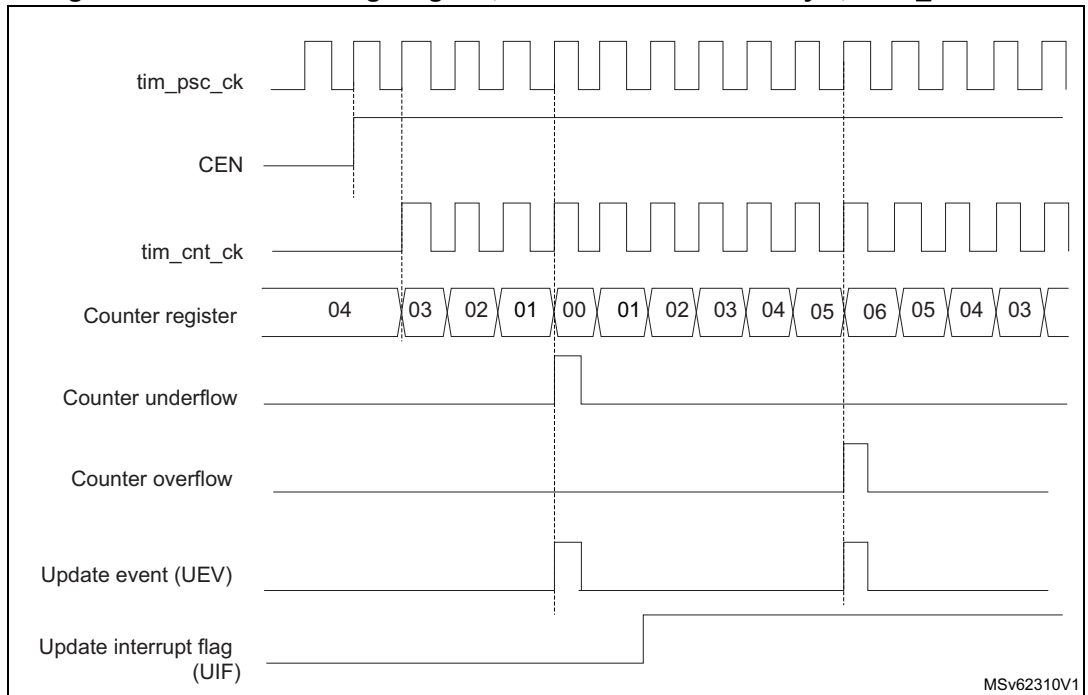 tim_psc_ck
CEN
tim_cnt_ck
Counter register 04 03 02 01 00 01 02 03 04 05 06 05 04 03
Counter underflow
Counter overflow
Update event (UEV)
Update interrupt flag
(UIF)
MSv62310V1